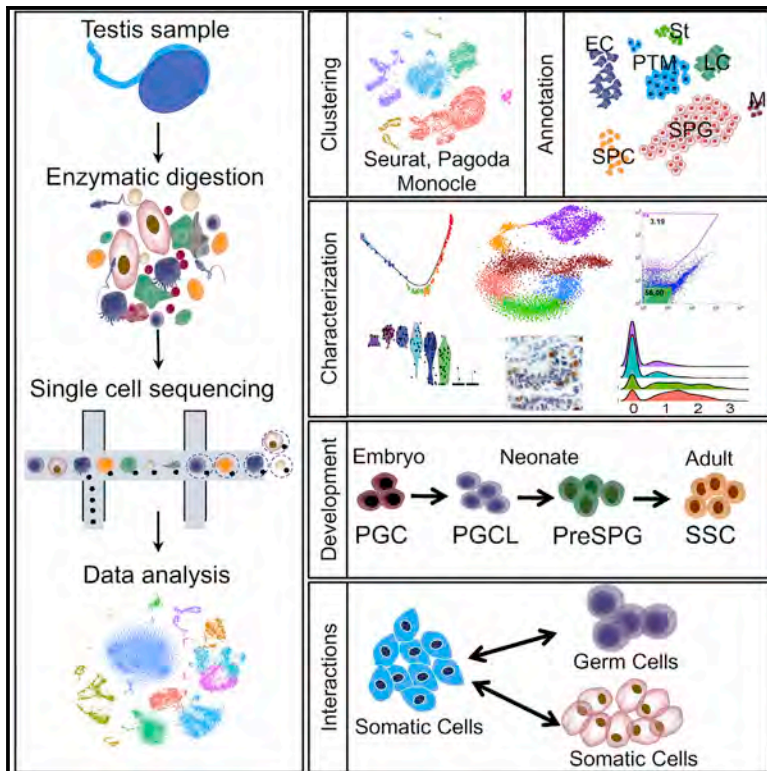 Testis sample
Enzymatic digestion
Single cell sequencing
Data analysis
Clustering
Seurat, Pagoda
Monocle
Annotation
EC
St
PTM
LC
M
SPG
SPC
Characterization
3.19
56.00
0 1 2 3
Development
Embryo
Neonate
Adult
PGC
PGCL
PreSPG
SSC
Interactions
Somatic Cells
Germ Cells
Somatic Cells